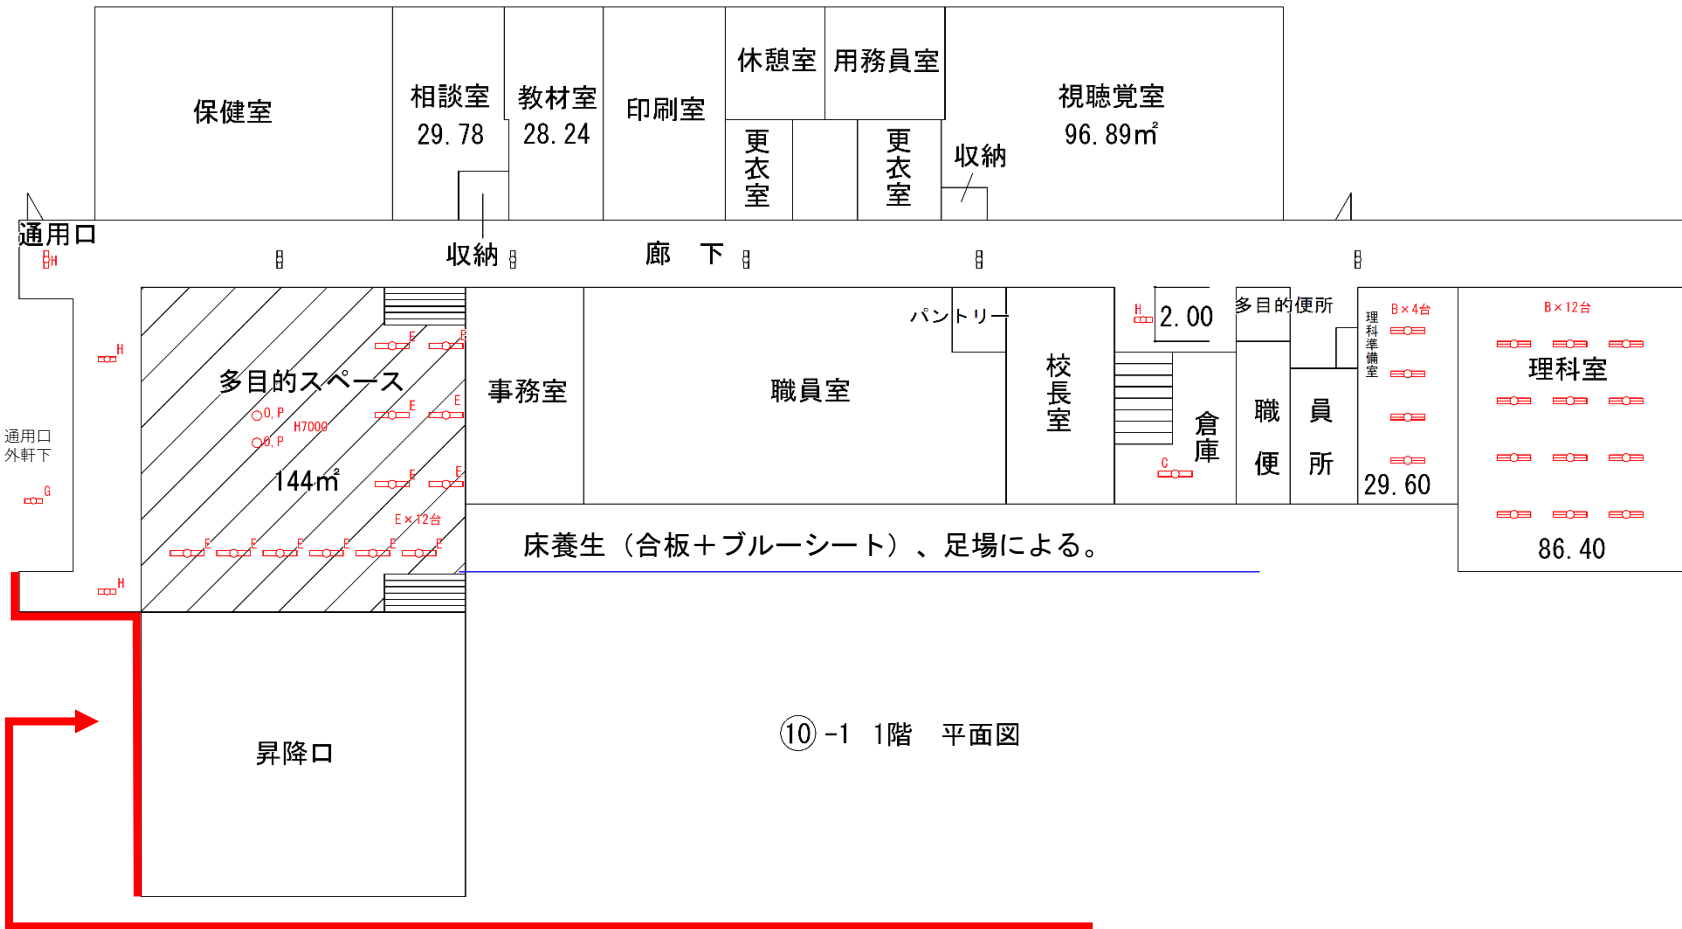 保健室
相談室
29.78
教材室
28.24
印刷室
休憩室
用務員室
更衣室
更衣室
収納
視聴覚室
96.89㎡
通用口
H
収納
廊 下
H
多目的スペース
O,P
O,P
H7000
144㎡
E
E
E
E
E
E
E×12台
E
E
E
E
E
E
事務室
職員室
パントリー
校長室
H
2.00
倉庫
C
多目的便所
職員
便所
理科準備室
B×4台
29.60
B×12台
理科室
86.40
通用口
外軒下
G
H
床養生（合板＋ブルーシート）、足場による。
昇降口
⑩-1 1階 平面図